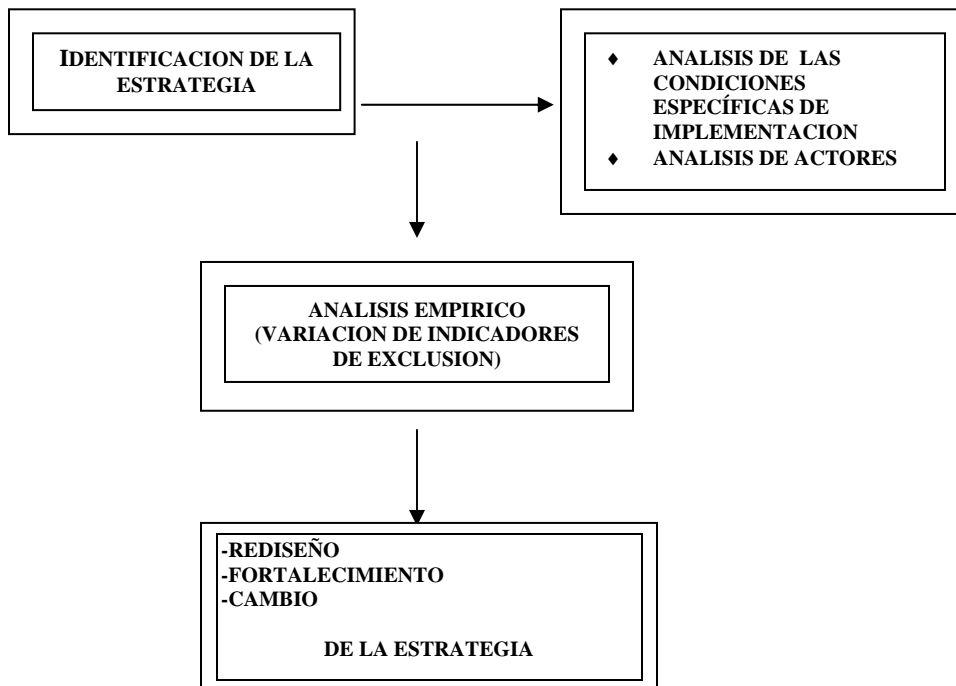 IDENTIFICACION DE LA
ESTRATEGIA
♦ ANALISIS DE LAS
CONDICIONES
ESPECÍFICAS DE
IMPLEMENTACION
♦ ANALISIS DE ACTORES
ANALISIS EMPIRICO
(VARIACION DE INDICADORES
DE EXCLUSION)
-REDISEÑO
-FORTALECIMIENTO
-CAMBIO
DE LA ESTRATEGIA